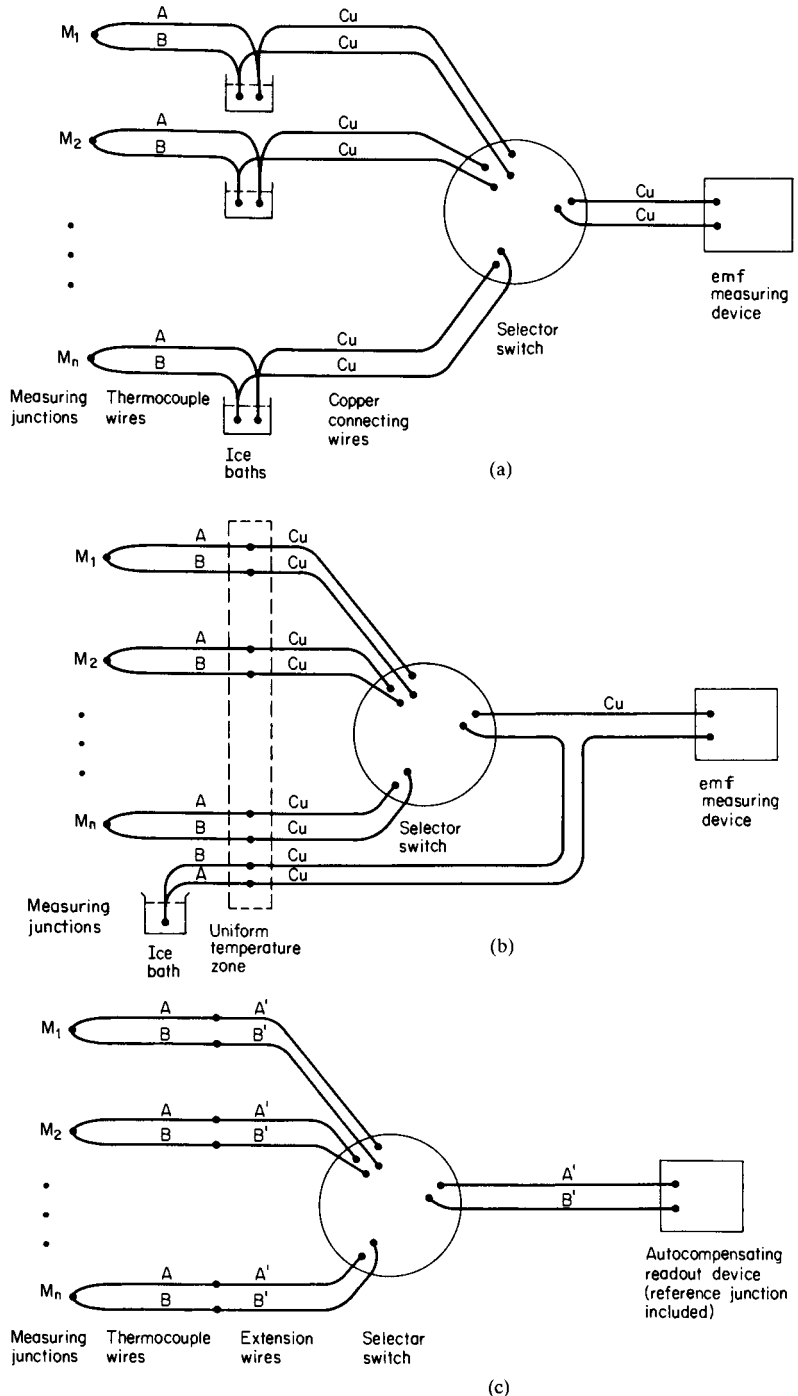 A
Cu
M1
B
Cu
A
Cu
M2
B
Cu
Cu
Cu
emf
measuring
device
A
Cu
Selector
switch
Mn
B
Cu
Measuring
junctions
Thermocouple
wires
Copper
connecting
wires
Ice
baths
(a)
A
Cu
M1
B
Cu
A
Cu
M2
B
Cu
Cu
emf
measuring
device
A
Cu
Mn
B
Cu
Selector
switch
B
Cu
A
Cu
Measuring
junctions
Ice
bath
Uniform
temperature
zone
(b)
A
A'
M1
B
B'
A
A'
M2
B
B'
A'
B'
Autocompensating
readout device
(reference junction
included)
A
A'
Mn
B
B'
Measuring
junctions
Thermocouple
wires
Extension
wires
Selectar
switch
(c)